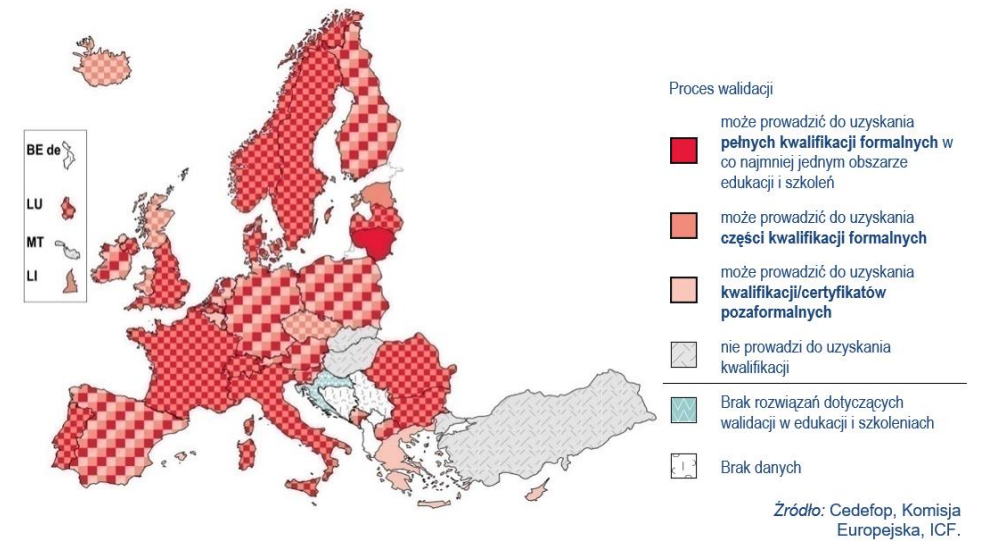 BE de
LU
MT
LI
Proces walidacji
może prowadzić do uzyskania
pełnych kwalifikacji formalnych w
co najmniej jednym obszarze
edukacji i szkoleń
może prowadzić do uzyskania
części kwalifikacji formalnych
może prowadzić do uzyskania
kwalifikacji/certyfikatów
pozaformalnych
nie prowadzi do uzyskania
kwalifikacji
Brak rozwiązań dotyczących
walidacji w edukacji i szkoleniach
Brak danych
Źródło: Cedefop, Komisja
Europejska, ICF.